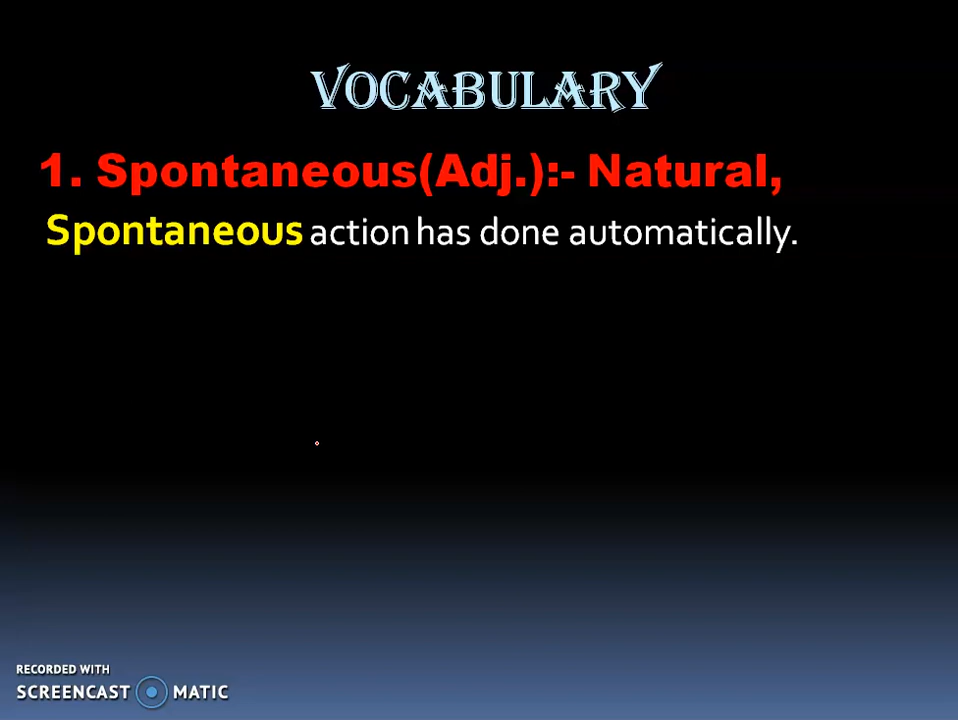 VOCABULARY
1. Spontaneous(Adj.):- Natural,
Spontaneous action has done automatically.
RECORDED WITH
SCREENCAST MATIC